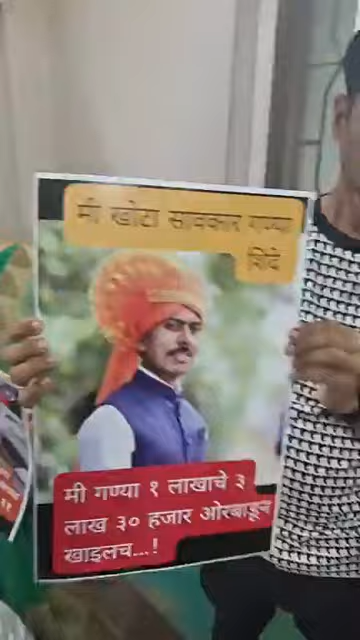 मी खोटा सावकार गण्या
शिंदे
मी गण्या १ लाखाचे ३
लाख ३० हजार ओरबाडून
खाइलच...!